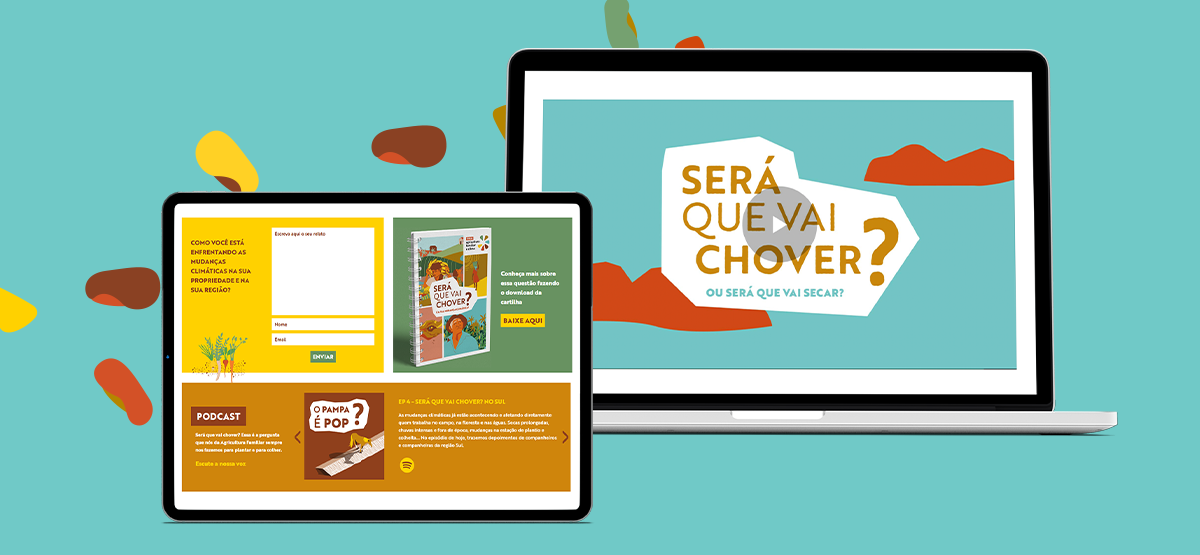 SERÁ
QUE VAI
CHOVER?
OU SERÁ QUE VAI SECAR?
COMO VOCÊ ESTÁ
ENFRENTANDO AS
MUDANÇAS
CLIMÁTICAS NA SUA
PROPRIEDADE E NA
SUA REGIÃO?
Escreva aqui o seu relato
Nome
Email
ENVIAR
SERÁ
QUE VAI
CHOVER?
Conheça mais sobre
essa questão fazendo
o download da
cartilha
BAIXE AQUI
PODCAST
Será que vai chover? Essa é a pergunta
que nós da Agricultura Familiar sempre
nos fazemos para plantar e para colher.
Escute a nossa voz
O PAMPA
É POP?
EP 4 - SERÁ QUE VAI CHOVER? NO SUL
As mudanças climáticas já estão acontecendo e afetando diretamente
quem trabalha no campo, na floresta e nas águas. Secas prolongadas,
chuvas intensas e fora de época, mudanças na estação de plantio e
colheita... No episódio de hoje, trazemos depoimentos de companheiros
e companheiras da região Sul.